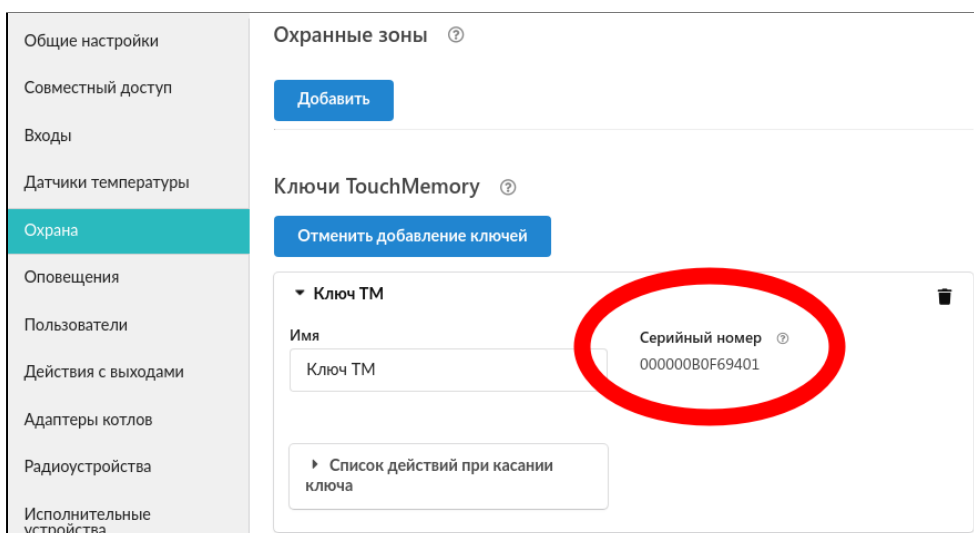 Общие настройки
Совместный доступ
Входы
Датчики температуры
Охрана
Оповещения
Пользователи
Действия с выходами
Адаптеры котлов
Радиоустройства
Исполнительные
устройства
Охранные зоны ?
Добавить
Ключи TouchMemory ?
Отменить добавление ключей
Ключ ТМ
Имя
Ключ ТМ
Серийный номер ?
000000B0F69401
Список действий при касании
ключа